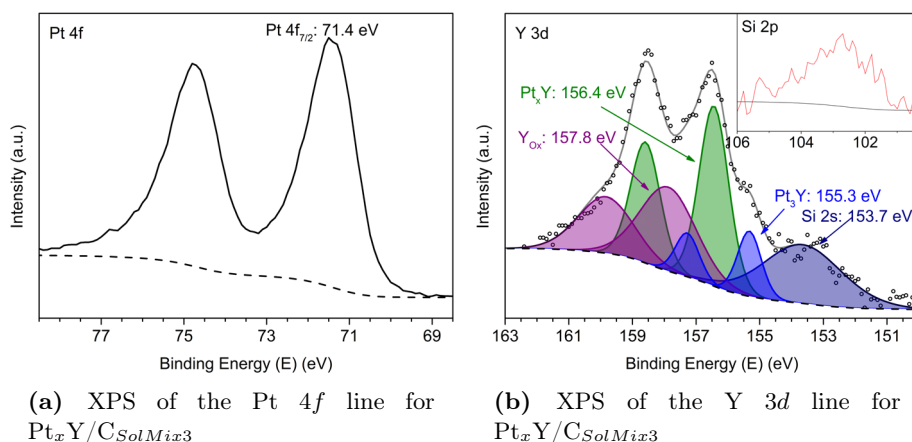 Pt 4f
Pt 4f7/2: 71.4 eV
Intensity (a.u.)
77 75 73 71 69
Binding Energy (E) (eV)
(a) XPS of the Pt 4f line for
PtxY/CSolMix3
Y 3d
Si 2p
PtxY: 156.4 eV
YOx: 157.8 eV
106 104 102
Pt3Y: 155.3 eV
Si 2s: 153.7 eV
Intensity (a.u.)
163 161 159 157 155 153 151
Binding Energy (E) (eV)
(b) XPS of the Y 3d line for
PtxY/CSolMix3